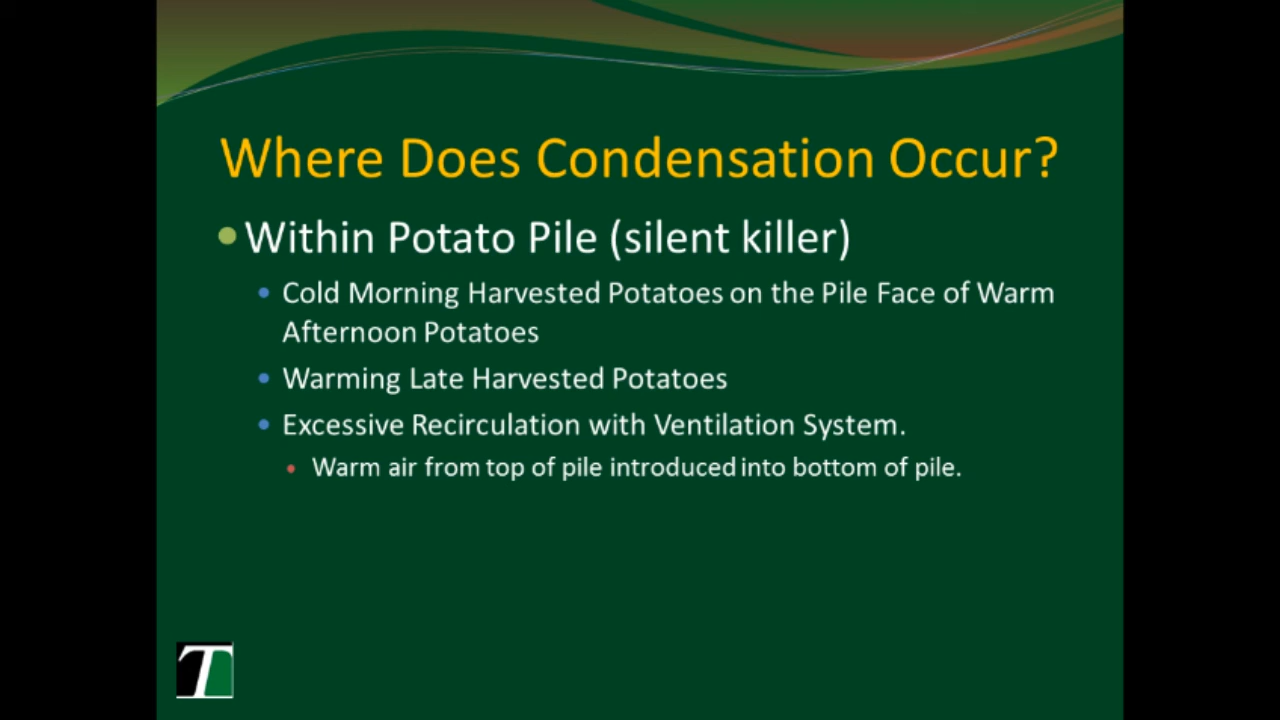 Where Does Condensation Occur?
Within Potato Pile (silent killer)
Cold Morning Harvested Potatoes on the Pile Face of Warm
Afternoon Potatoes
Warming Late Harvested Potatoes
Excessive Recirculation with Ventilation System.
Warm air from top of pile introduced into bottom of pile.
T